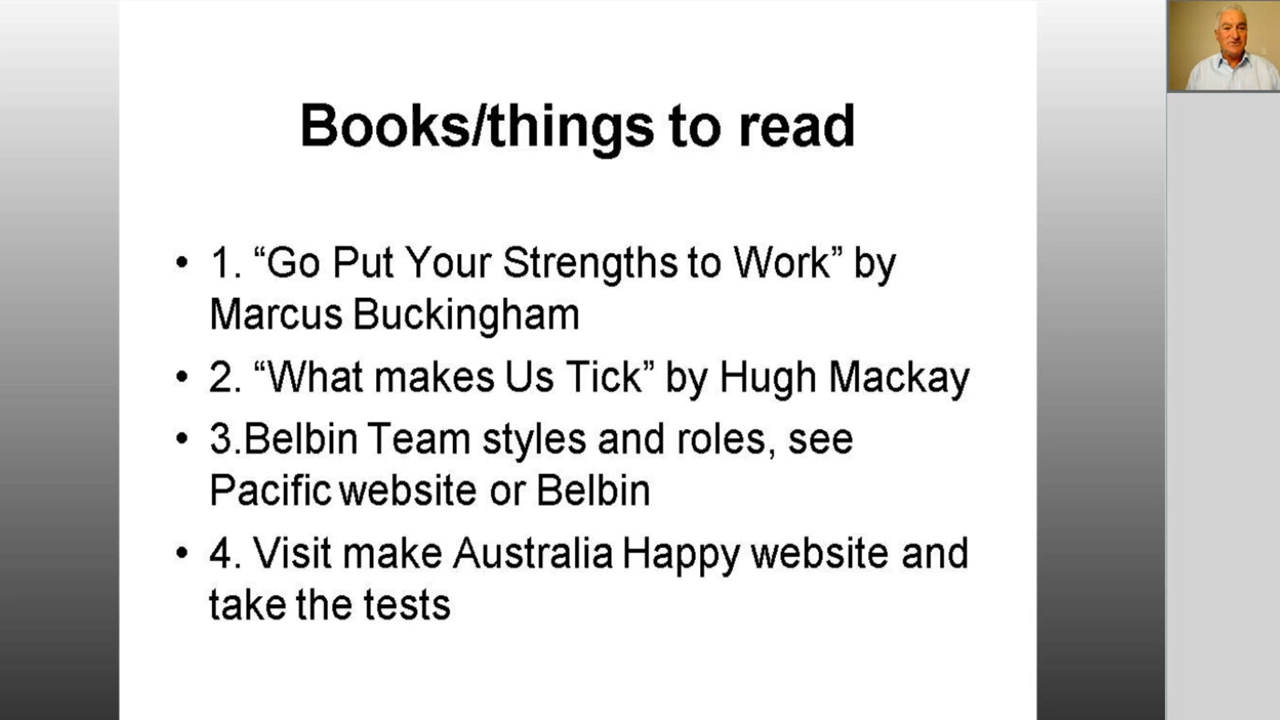 Books/things to read
• 1. “Go Put Your Strengths to Work” by
Marcus Buckingham
• 2. “What makes Us Tick” by Hugh Mackay
• 3.Belbin Team styles and roles, see
Pacific website or Belbin
• 4. Visit make Australia Happy website and
take the tests